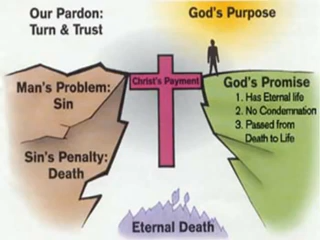 Our Pardon:
Turn & Trust
God's Purpose
Man's Problem:
Sin
Christ's Payment
God's Promise
1. Has Eternal life
2. No Condemnation
3. Passed from
Death to Life
Sin's Penalty:
Death
Eternal Death